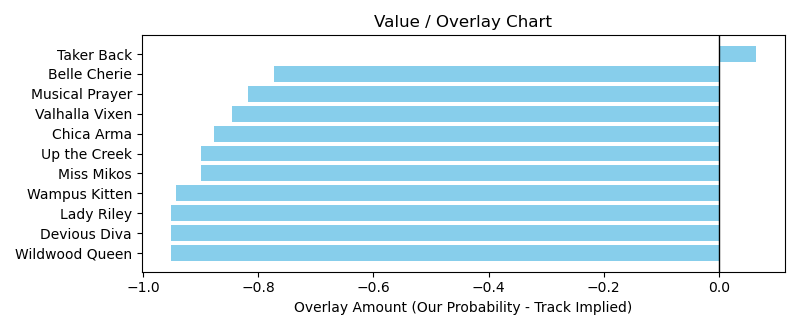 Value / Overlay Chart
Taker Back
Belle Cherie
Musical Prayer
Valhalla Vixen
Chica Arma
Up the Creek
Miss Mikos
Wampus Kitten
Lady Riley
Devious Diva
Wildwood Queen
−1.0 −0.8 −0.6 −0.4 −0.2 0.0
Overlay Amount (Our Probability - Track Implied)